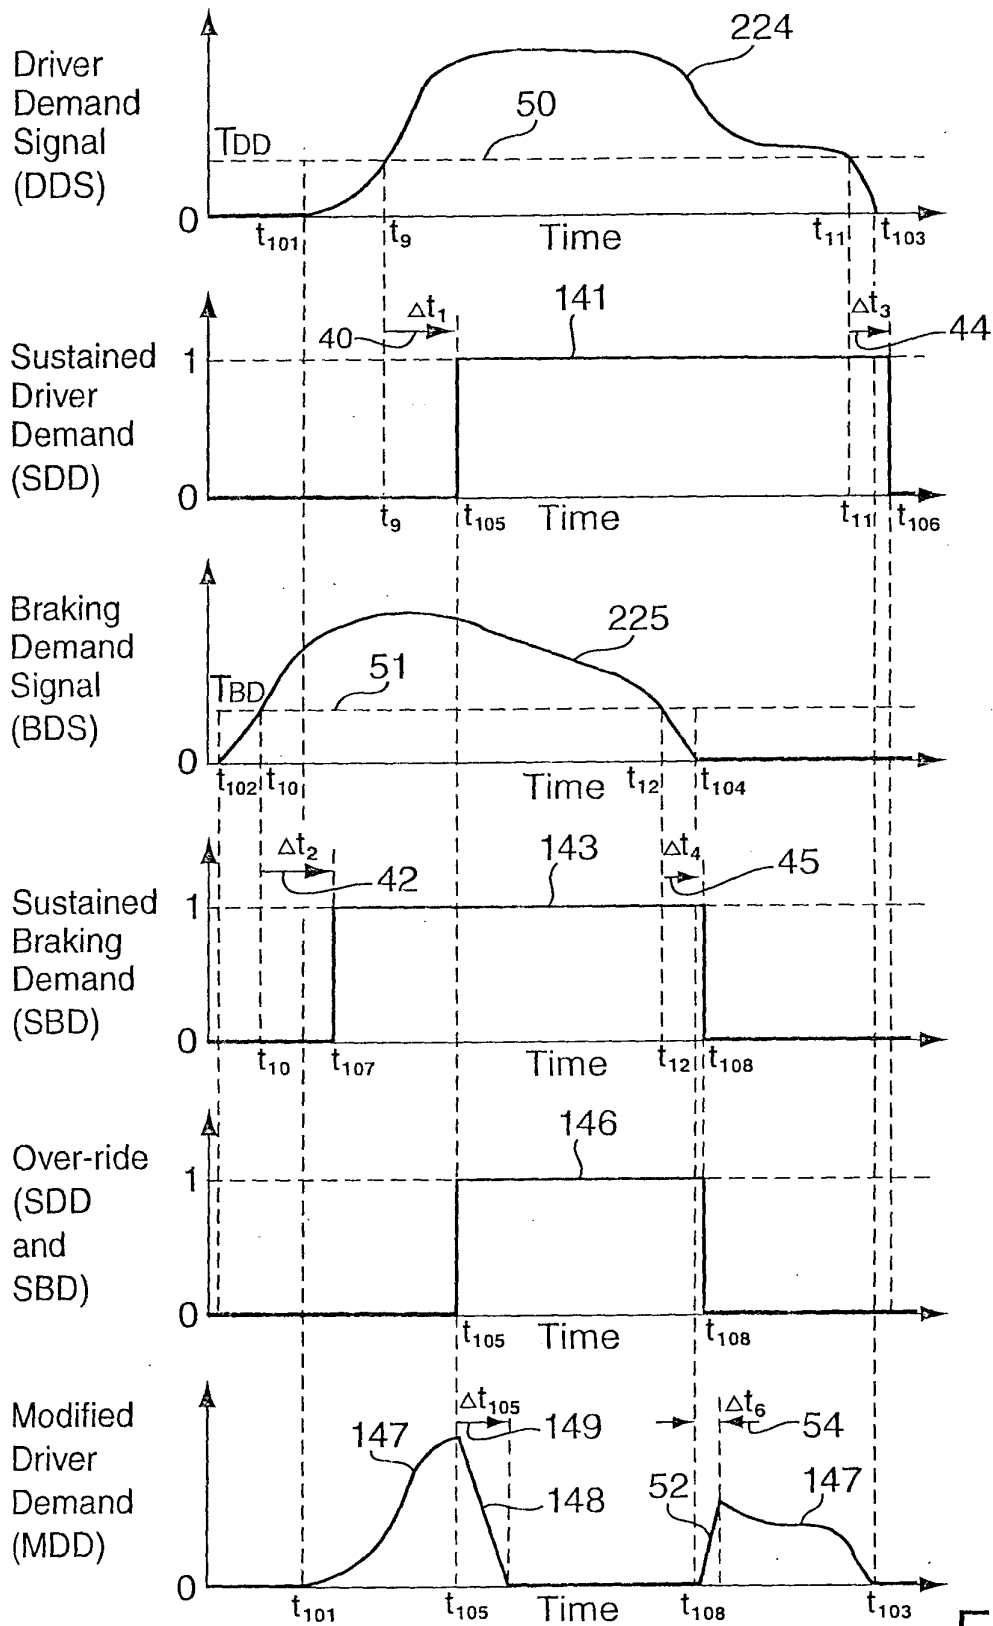 Driver
Demand
Signal
(DDS)
TDD
50
224
0
t101
t9
Time
t11
t103
Sustained
Driver
Demand
(SDD)
1
40
Δt1
141
Δt3
44
0
t9
t105
Time
t11
t106
Braking
Demand
Signal
(BDS)
TBD
51
225
0
t102
t10
Time
t12
t104
Sustained
Braking
Demand
(SBD)
1
Δt2
42
143
Δt4
45
0
t10
t107
Time
t12
t108
Over-ride
(SDD
and
SBD)
1
146
0
t105
Time
t108
Modified
Driver
Demand
(MDD)
147
Δt105
149
148
Δt6
54
52
147
0
t101
t105
Time
t108
t103